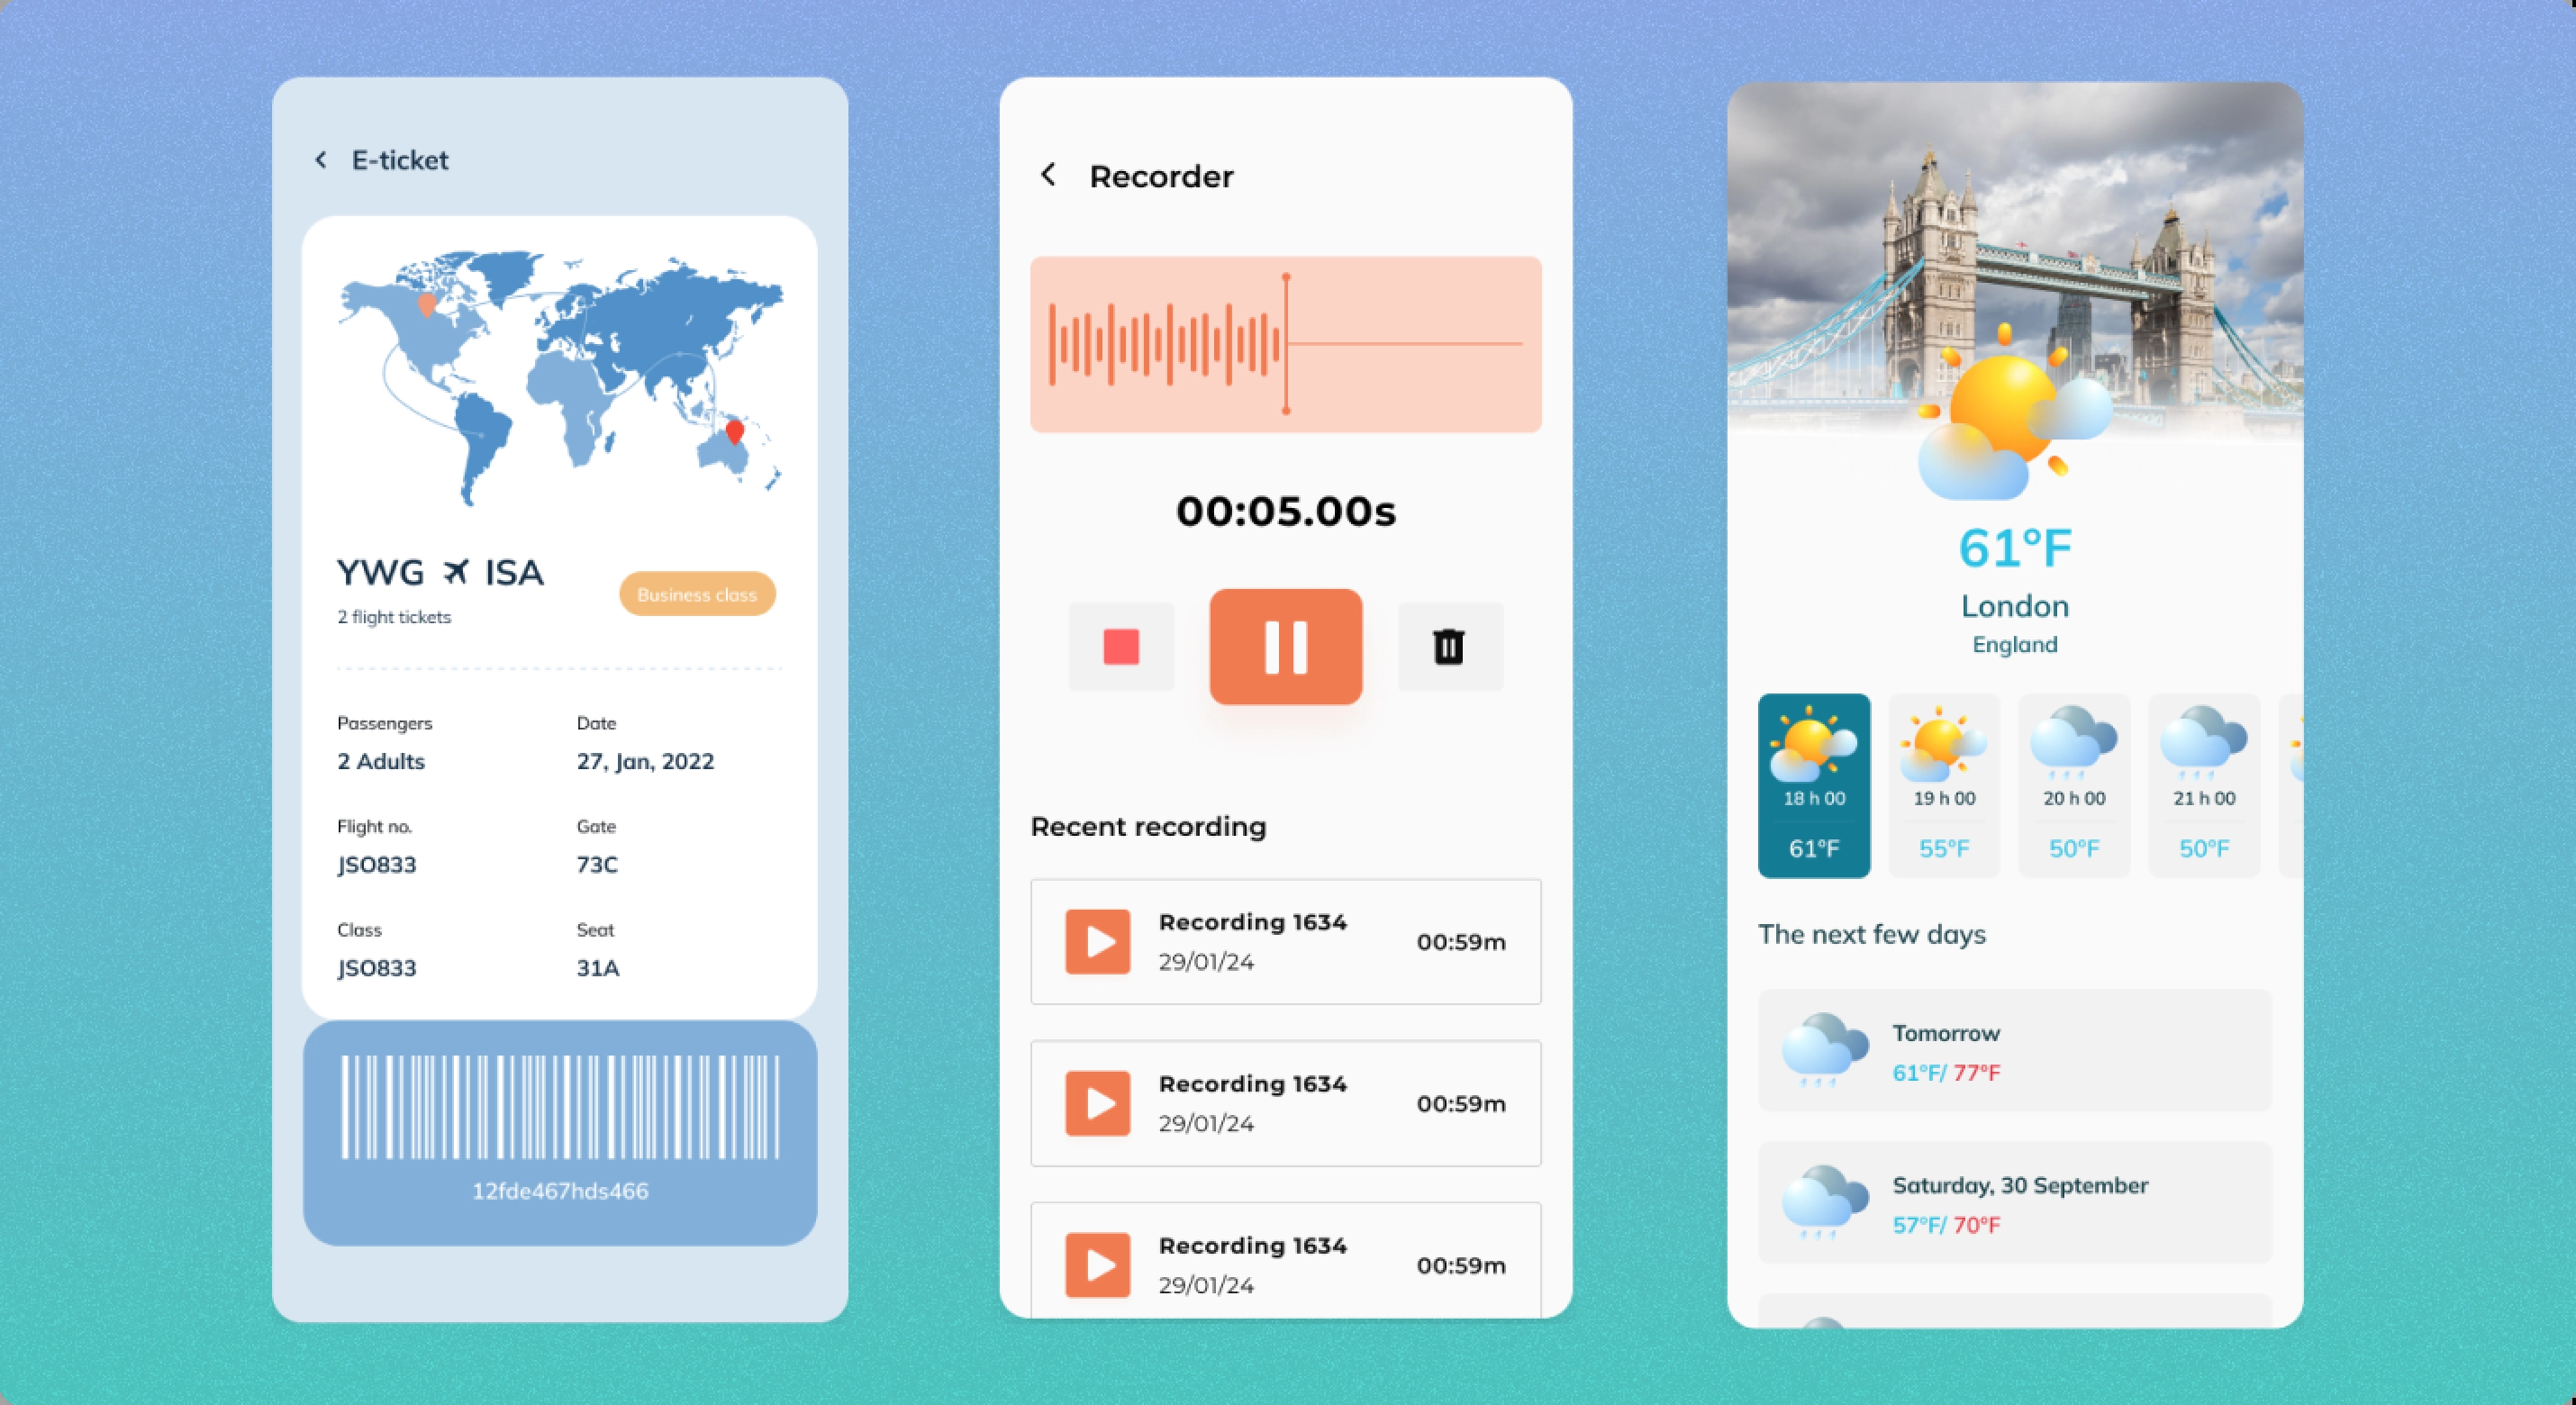 E-ticket
YWG ISA
2 flight tickets
Business class
Passengers
2 Adults
Date
27, Jan, 2022
Flight no.
JSO833
Gate
73C
Class
JSO833
Seat
31A
12fde467hds466
Recorder
00:05.00s
Recent recording
Recording 1634
29/01/24
00:59m
Recording 1634
29/01/24
00:59m
Recording 1634
29/01/24
00:59m
61°F
London
England
18 h 00
61°F
19 h 00
55°F
20 h 00
50°F
21 h 00
50°F
The next few days
Tomorrow
61°F/ 77°F
Saturday, 30 September
57°F/ 70°F